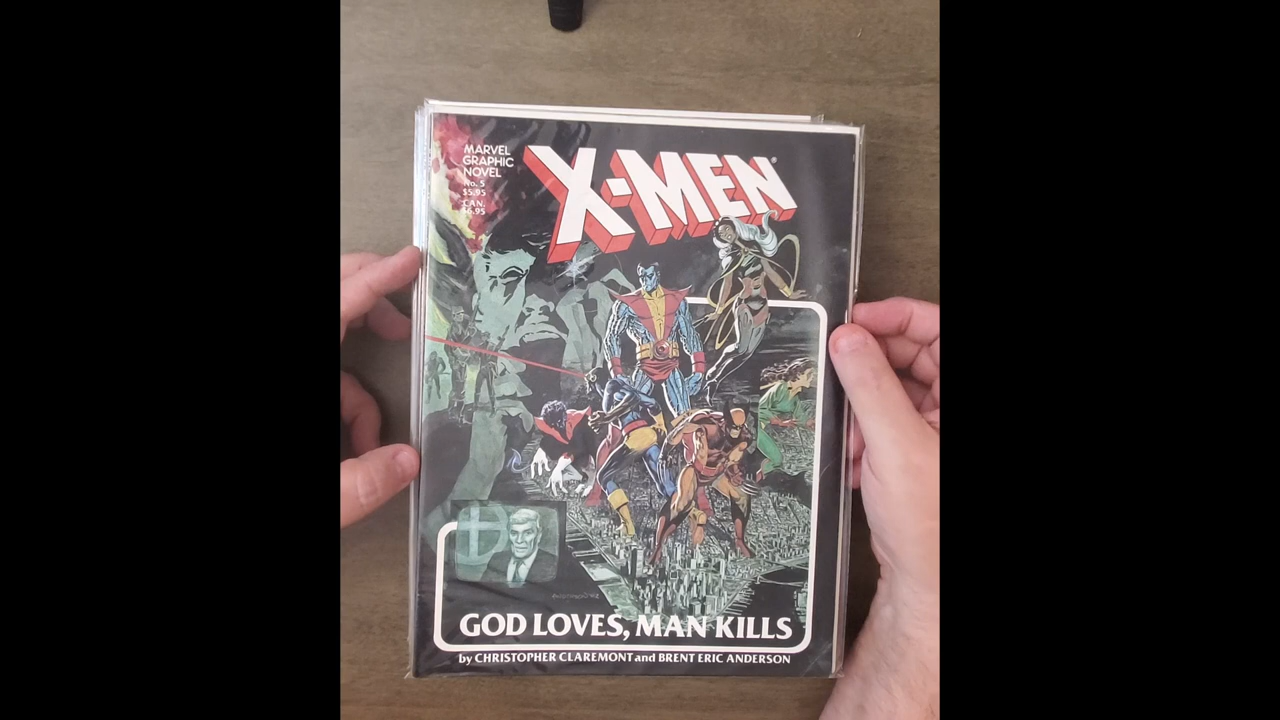 MARVEL
GRAPHIC
NOVEL
No. 5
$5.95
CAN.
$6.95
X-MEN®
GOD LOVES, MAN KILLS
by CHRISTOPHER CLAREMONT and BRENT ERIC ANDERSON